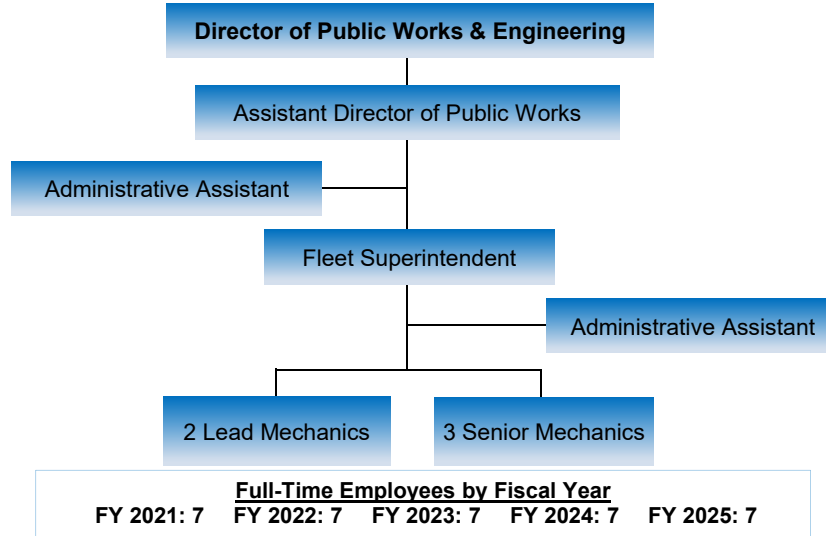 Director of Public Works & Engineering
Assistant Director of Public Works
Administrative Assistant
Fleet Superintendent
Administrative Assistant
2 Lead Mechanics
3 Senior Mechanics
Full-Time Employees by Fiscal Year
FY 2021: 7 FY 2022: 7 FY 2023: 7 FY 2024: 7 FY 2025: 7